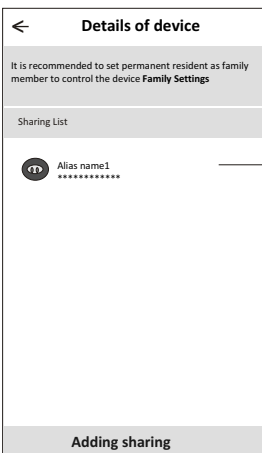 Details of device
It is recommended to set permanent resident as family
member to control the device Family Settings
Sharing List
Alias name1
************
Adding sharing